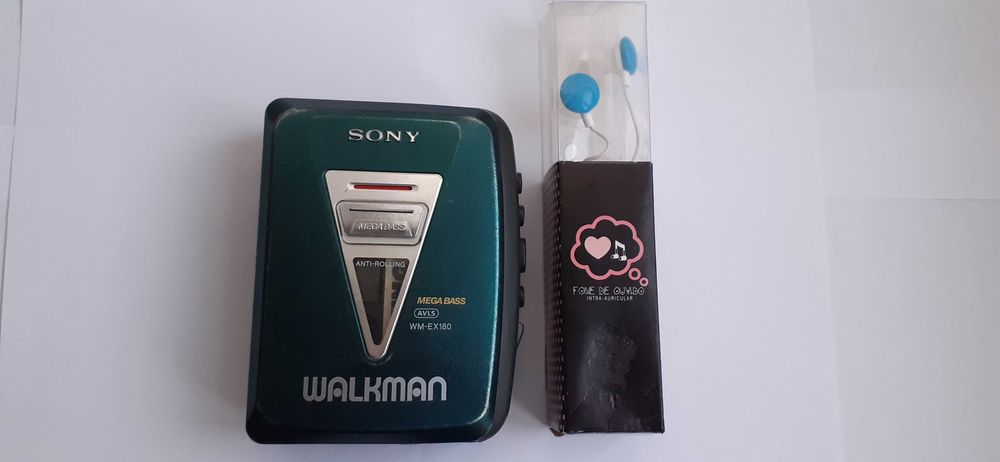 SONY
MEGA BASS
ANTI-ROLLING
MEGA BASS
AVLS
WM-EX180
WALKMAN
FONE DE OUVIDO
INTRA-AURICULAR